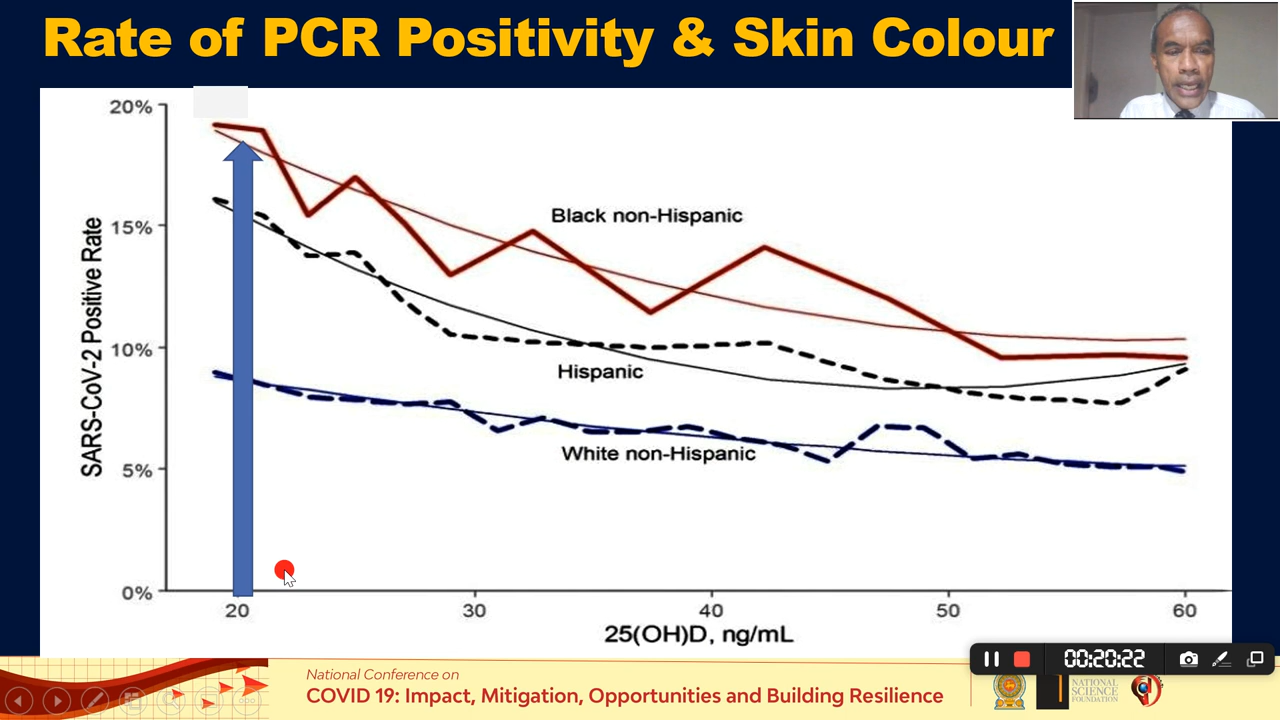 Rate of PCR Positivity & Skin Colour
20%
15%
10%
5%
0%
SARS-CoV-2 Positive Rate
Black non-Hispanic
Hispanic
White non-Hispanic
20 30 40 50 60
25(OH)D, ng/mL
00:20:22
National Conference on
COVID 19: Impact, Mitigation, Opportunities and Building Resilience
NATIONAL
SCIENCE
FOUNDATION